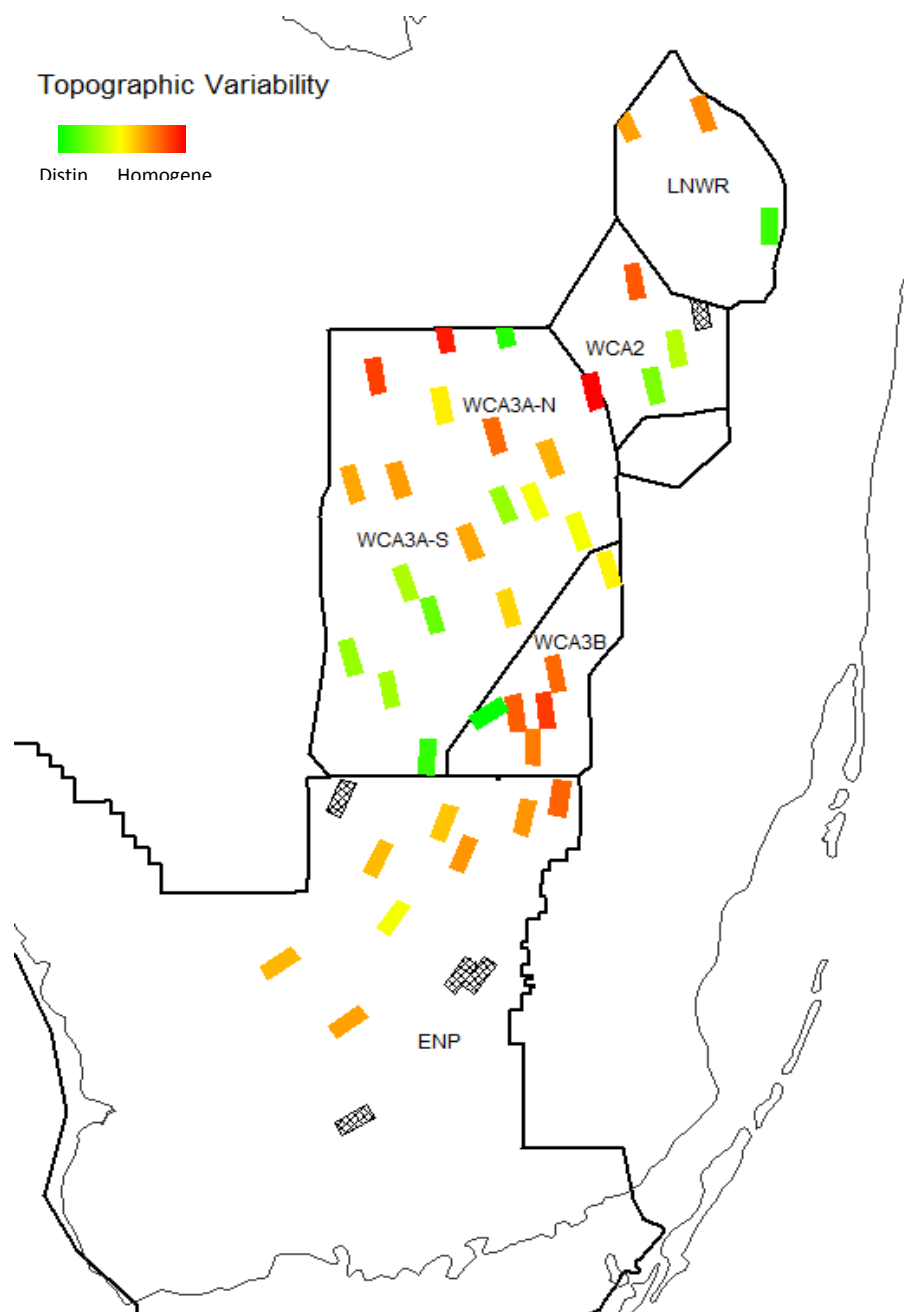 Topographic Variability
Distin Homogene
LNWR
WCA2
WCA3A-N
WCA3A-S
WCA3B
ENP